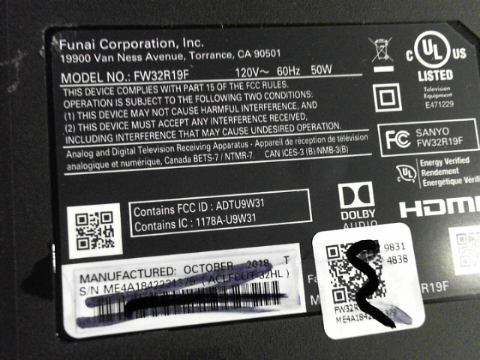 Funai Corporation, Inc.
19900 Van Ness Avenue, Torrance, CA 90501
MODEL NO.: FW32R19F 120V~ 60Hz 50W
THIS DEVICE COMPLIES WITH PART 15 OF THE FCC RULES.
OPERATION IS SUBJECT TO THE FOLLOWING TWO CONDITIONS:
(1) THIS DEVICE MAY NOT CAUSE HARMFUL INTERFERENCE, AND
(2) THIS DEVICE MUST ACCEPT ANY INTERFERENCE RECEIVED,
INCLUDING INTERFERENCE THAT MAY CAUSE UNDESIRED OPERATION.
Analog and Digital Television Receiving Apparatus - Appareil de réception de télévision
analogique et numérique, Canada BETS-7 / NTMR-7. CAN ICES-3 (B)/NMB-3(B)
C UL US
LISTED
Television
Equipment
E471229
FC SANYO
FW32R19F
Energy Verified
Rendement
Énergétique Vérifié
Contains FCC ID : ADTU9W31
Contains IC : 1178A-U9W31
DOLBY
AUDIO
HDMI
MANUFACTURED: OCTOBER 2018 T
S/N
9831
4838